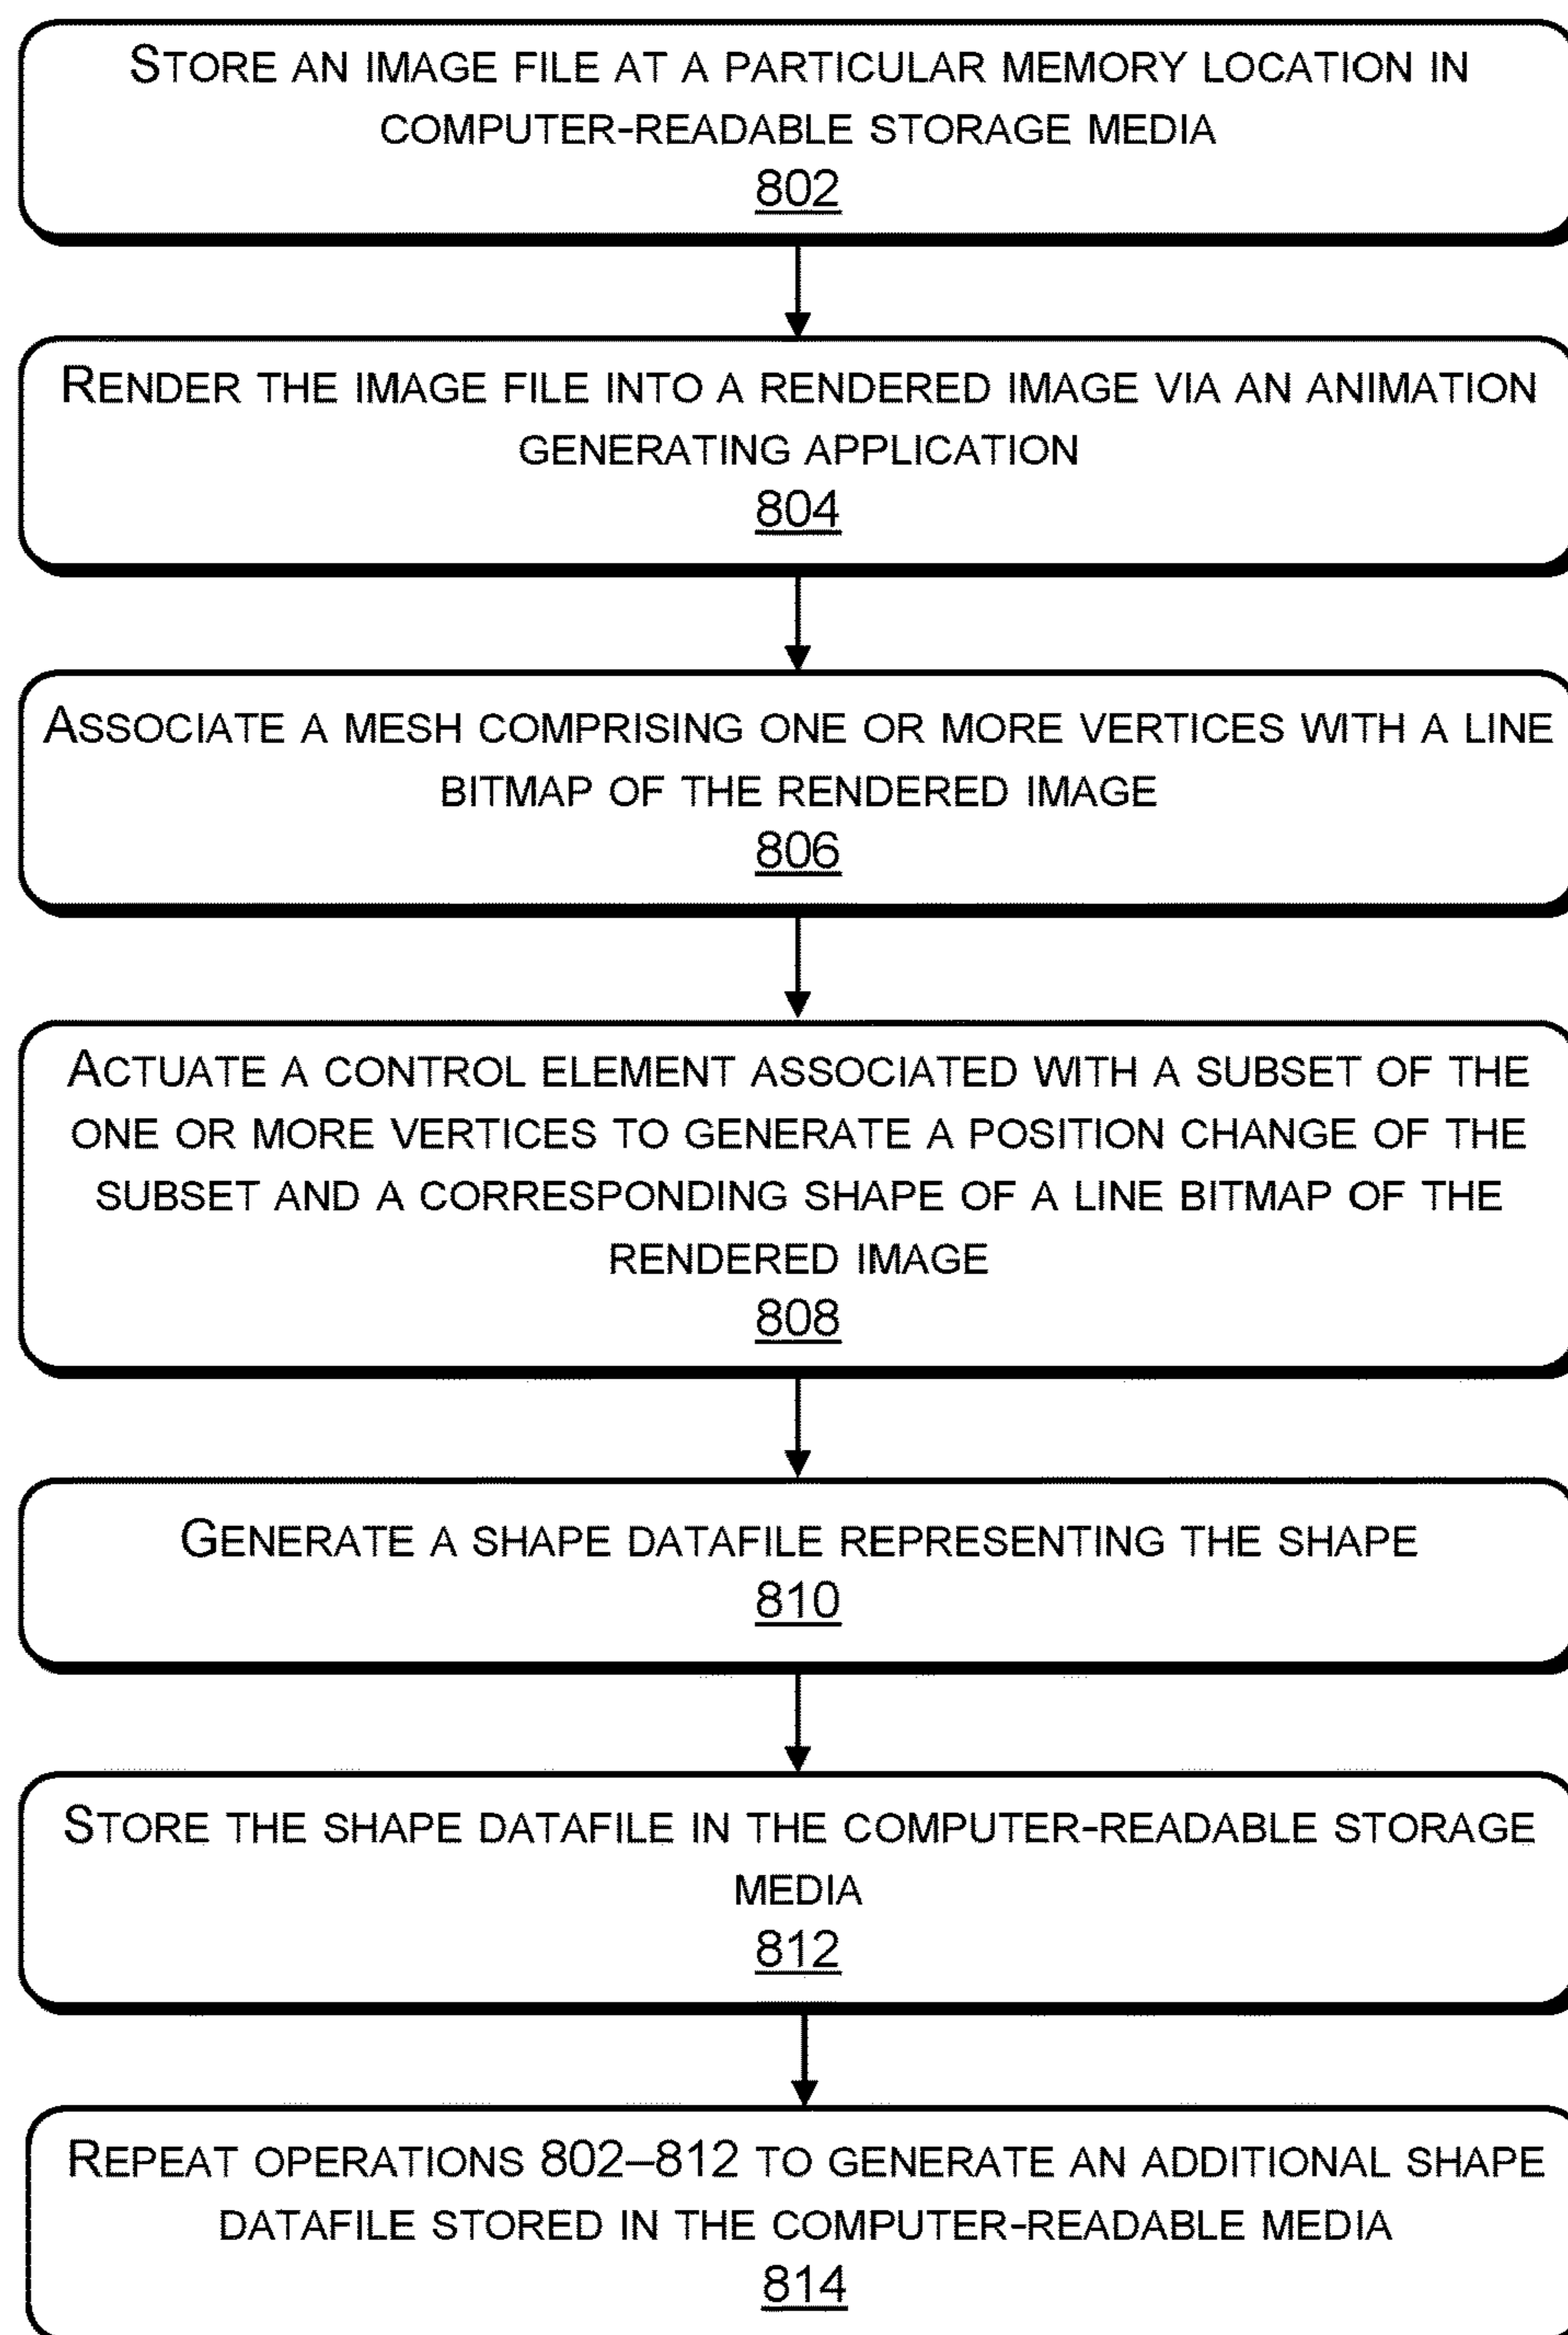 STORE AN IMAGE FILE AT A PARTICULAR MEMORY LOCATION IN
COMPUTER-READABLE STORAGE MEDIA
802
RENDER THE IMAGE FILE INTO A RENDERED IMAGE VIA AN ANIMATION
GENERATING APPLICATION
804
ASSOCIATE A MESH COMPRISING ONE OR MORE VERTICES WITH A LINE
BITMAP OF THE RENDERED IMAGE
806
ACTUATE A CONTROL ELEMENT ASSOCIATED WITH A SUBSET OF THE
ONE OR MORE VERTICES TO GENERATE A POSITION CHANGE OF THE
SUBSET AND A CORRESPONDING SHAPE OF A LINE BITMAP OF THE
RENDERED IMAGE
808
GENERATE A SHAPE DATAFILE REPRESENTING THE SHAPE
810
STORE THE SHAPE DATAFILE IN THE COMPUTER-READABLE STORAGE
MEDIA
812
REPEAT OPERATIONS 802–812 TO GENERATE AN ADDITIONAL SHAPE
DATAFILE STORED IN THE COMPUTER-READABLE MEDIA
814